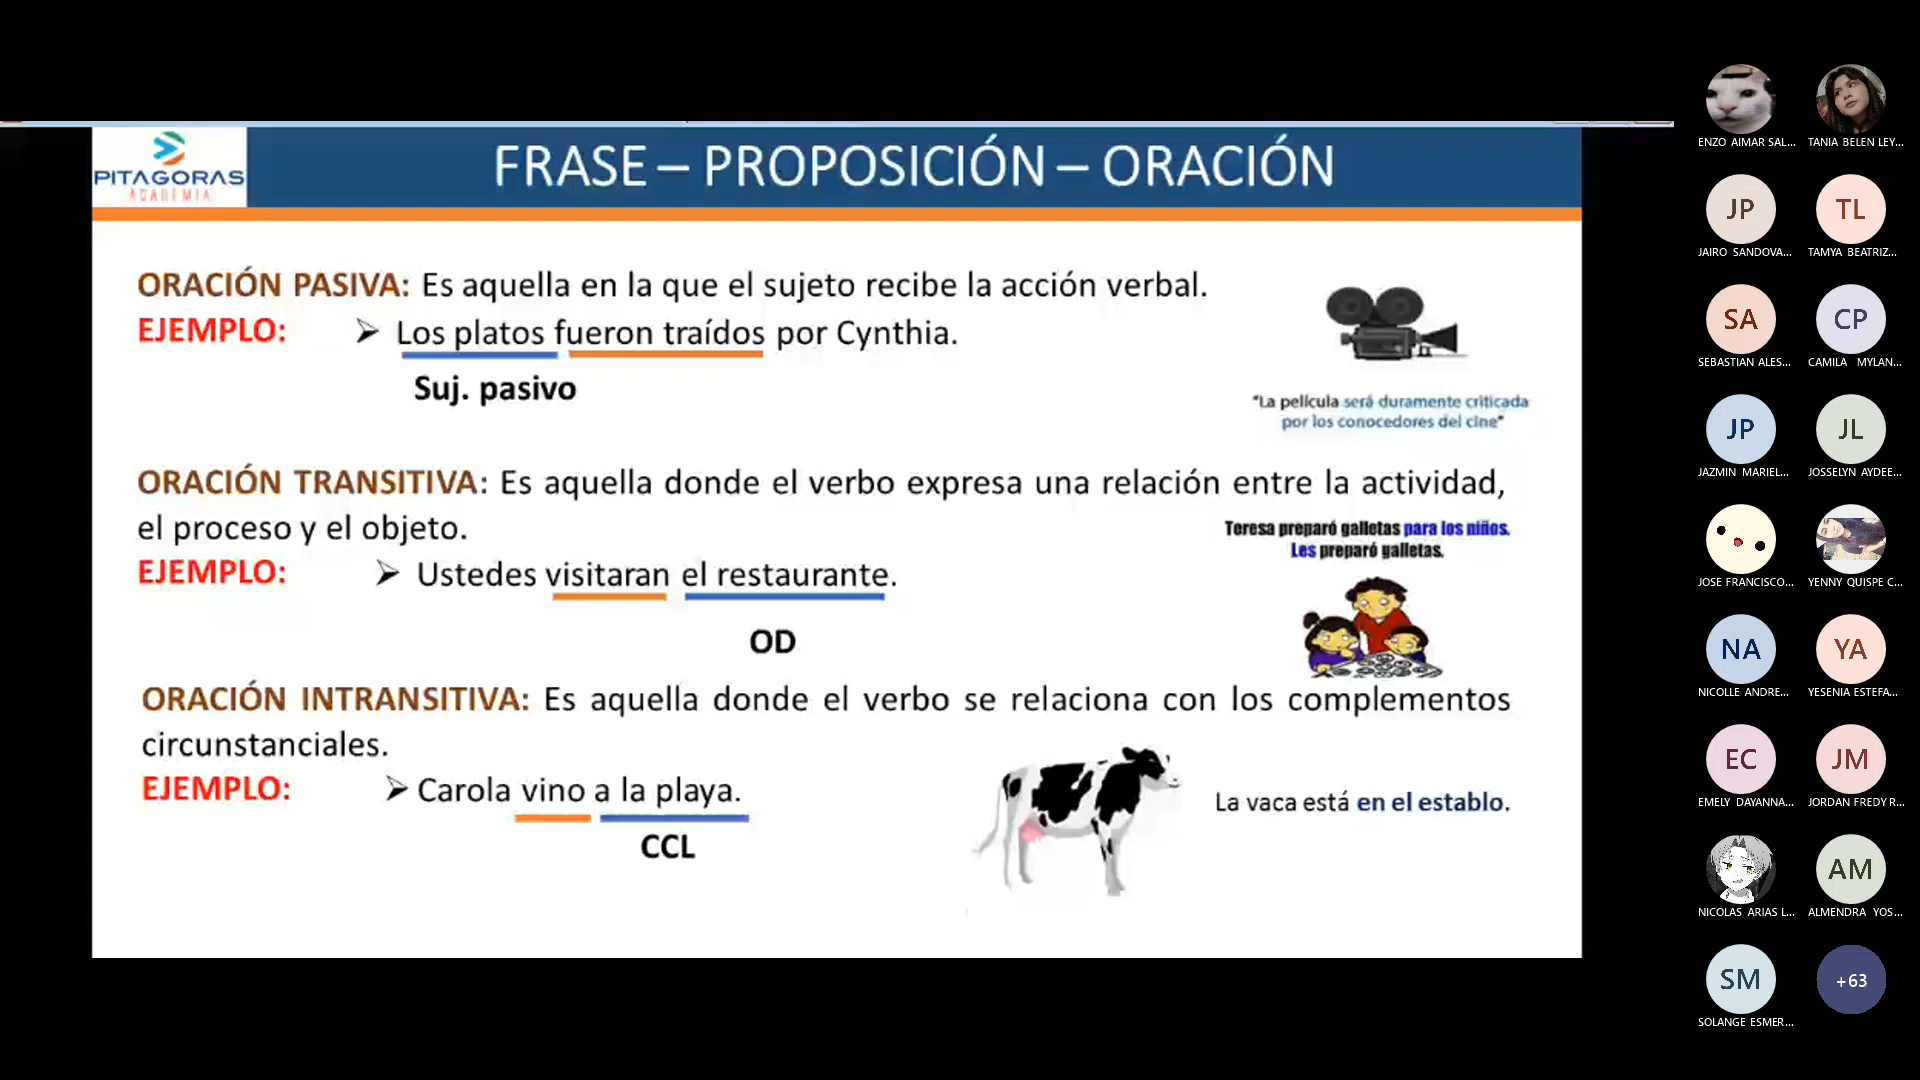 PITAGORAS
ACADEMIA
FRASE – PROPOSICIÓN – ORACIÓN
ORACIÓN PASIVA: Es aquella en la que el sujeto recibe la acción verbal.
EJEMPLO: ➢ Los platos fueron traídos por Cynthia.
Suj. pasivo
"La película será duramente criticada
por los conocedores del cine"
ORACIÓN TRANSITIVA: Es aquella donde el verbo expresa una relación entre la actividad,
el proceso y el objeto.
Teresa preparó galletas para los niños.
Les preparó galletas.
EJEMPLO: ➢ Ustedes visitaran el restaurante.
OD
ORACIÓN INTRANSITIVA: Es aquella donde el verbo se relaciona con los complementos
circunstanciales.
EJEMPLO: ➢ Carola vino a la playa.
CCL
La vaca está en el establo.
ENZO AIMAR SAL... TANIA BELEN LEY...
JP TL
JAIRO SANDOVA... TAMYA BEATRIZ...
SA CP
SEBASTIAN ALES... CAMILA MYLAN...
JP JL
JAZMIN MARIEL... JOSSELYN AYDEE...
JOSE FRANCISCO... YENNY QUISPE C...
NA YA
NICOLLE ANDRE... YESENIA ESTEFA...
EC JM
EMELY DAYANNA... JORDAN FREDY R...
AM
NICOLAS ARIAS L... ALMENDRA YOS...
SM +63
SOLANGE ESMER...